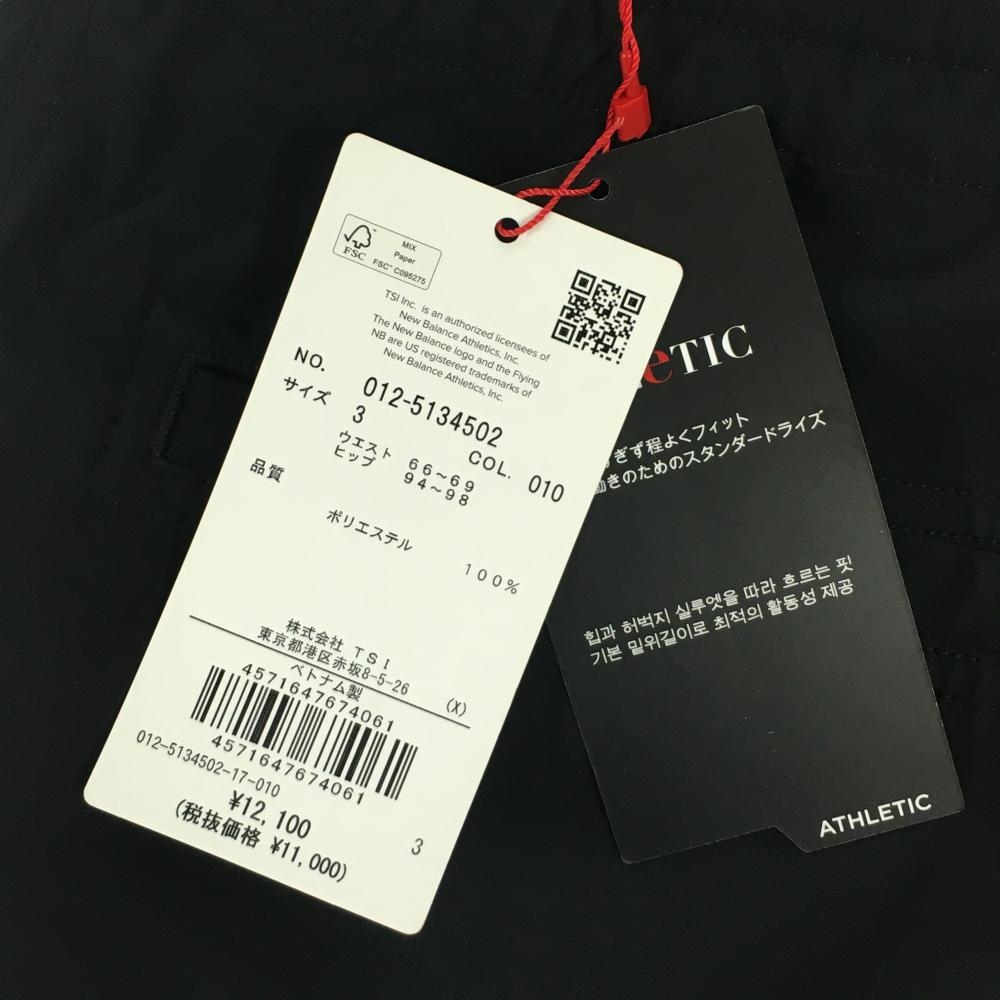 FSC™
MIX
Paper
FSC™ C095275
TSI Inc. is an authorized licensees of
New Balance Athletics, Inc.
The New Balance logo and the Flying
NB are US registered trademarks of
New Balance Athletics, Inc.
NO. 012-5134502
サイズ 3 COL. 010
ウエスト 66~69
ヒップ 94~98
品質
ポリエステル
100%
株式会社 TSI
東京都港区赤坂8-5-26
ベトナム製 (X)
4571647674061
4571647674061
012-5134502-17-010
¥12,100
(税抜価格 ¥11,000)
3
eTIC
ぎず程よくフィット
動きのためのスタンダードライズ
힙과 허벅지 실루엣을 따라 흐르는 핏
기본 밑위길이로 최적의 활동성 제공
ATHLETIC